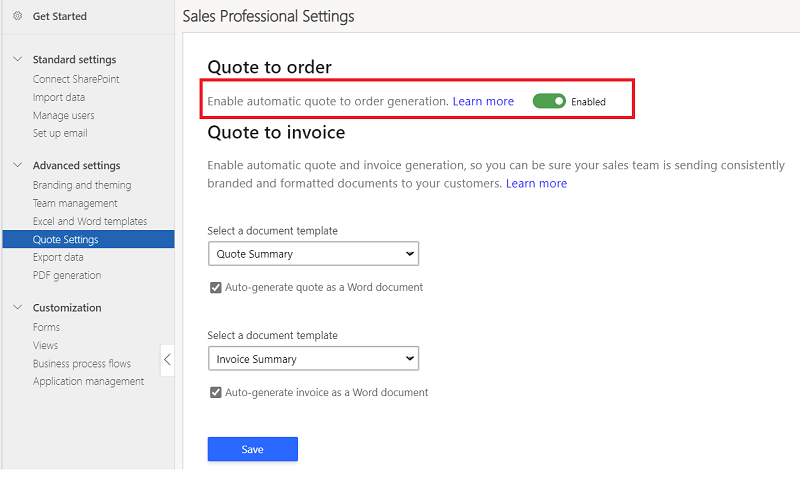 Get Started
Standard settings
Connect SharePoint
Import data
Manage users
Set up email
Advanced settings
Branding and theming
Team management
Excel and Word templates
Quote Settings
Export data
PDF generation
Customization
Forms
Views
Business process flows
Application management
Sales Professional Settings
Quote to order
Enable automatic quote to order generation. Learn more Enabled
Quote to invoice
Enable automatic quote and invoice generation, so you can be sure your sales team is sending consistently
branded and formatted documents to your customers. Learn more
Select a document template
Quote Summary
Auto-generate quote as a Word document
Select a document template
Invoice Summary
Auto-generate invoice as a Word document
Save